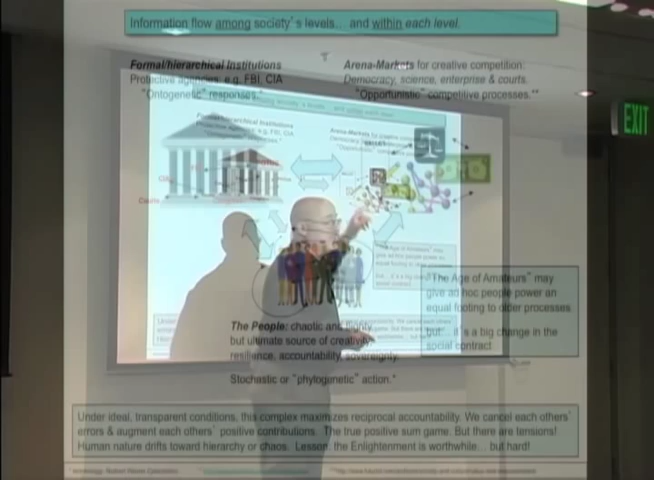 Information flow among society's levels... and within each level.
Formal/hierarchical Institutions
Protective agencies: e.g. FBI, CIA
"Ontogenetic" responses.*
Arena-Markets for creative competition:
Democracy, science, enterprise & courts.
"Opportunistic" competitive processes.**
EXIT
"The Age of Amateurs" may
give ad hoc people power an
equal footing to older processes
but... it's a big change in the
social contract
The People: chaotic and
but ultimate source of creativity,
resilience, accountability, sovereignty.
Stochastic or "phylogenetic" action.*
Under ideal, transparent conditions, this complex maximizes reciprocal accountability. We cancel each others'
errors & augment each others' positive contributions. The true positive sum game. But there are tensions!
Human nature drifts toward hierarchy or chaos. Lesson: the Enlightenment is worthwhile... but hard!